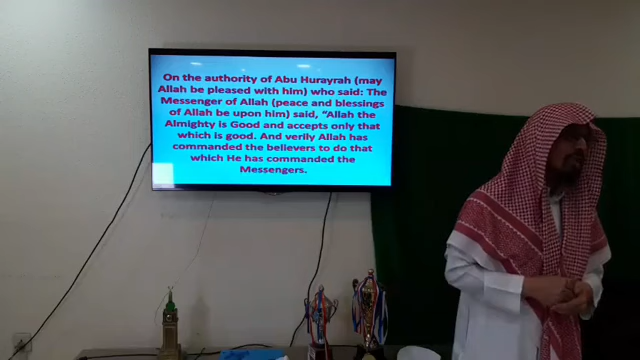 On the authority of Abu Hurayrah (may
Allah be pleased with him) who said: The
Messenger of Allah (peace and blessings
of Allah be upon him) said, “Allah the
Almighty is Good and accepts only that
which is good. And verily Allah has
commanded the believers to do that
which He has commanded the
Messengers.